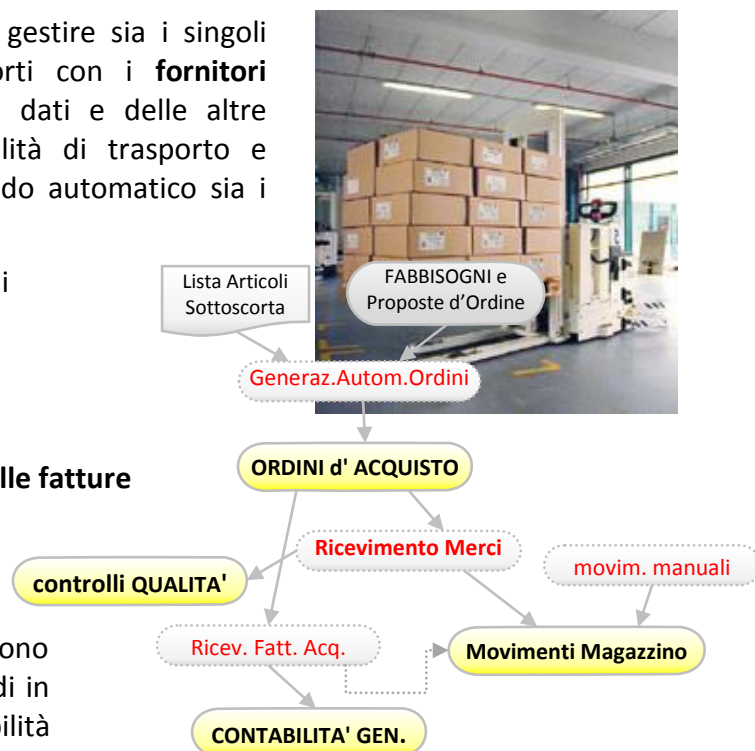 gestire sia i singoli
orti con i fornitori
dati e delle altre
lità di trasporto e
do automatico sia i
i
Lista Articoli
Sottoscorta
FABBISOGNI e
Proposte d'Ordine
Generaz.Autom.Ordini
ORDINI d' ACQUISTO
lle fatture
Ricevimento Merci
controlli QUALITA'
movim. manuali
ono
Ricev. Fatt. Acq.
Movimenti Magazzino
di in
bilità
CONTABILITA' GEN.